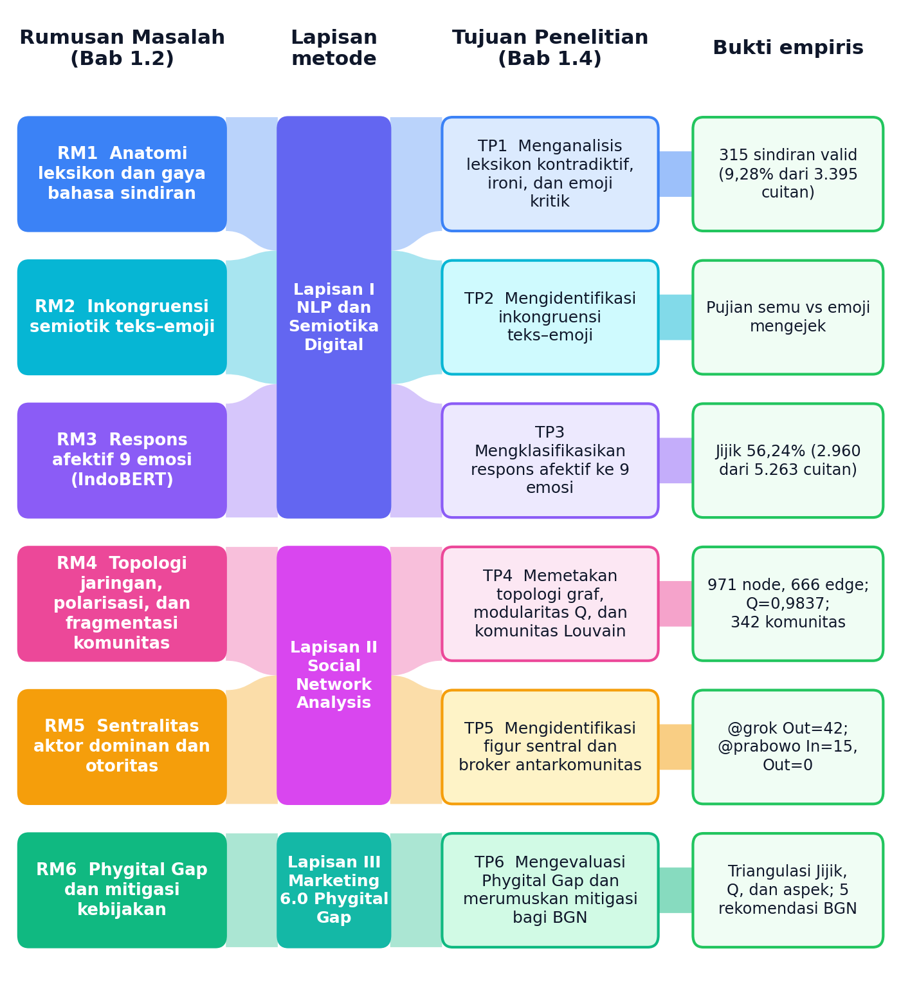 Rumusan Masalah
(Bab 1.2)
Lapisan
metode
Tujuan Penelitian
(Bab 1.4)
Bukti empiris
RM1  Anatomi
leksikon dan gaya
bahasa sindiran
Lapisan I
NLP dan
Semiotika
Digital
TP1  Menganalisis
leksikon kontradiktif,
ironi, dan emoji
kritik
315 sindiran valid
(9,28% dari 3.395
cuitan)
RM2  Inkongruensi
semiotik teks–emoji
TP2  Mengidentifikasi
inkongruensi
teks–emoji
Pujian semu vs emoji
mengejek
RM3  Respons
afektif 9 emosi
(IndoBERT)
TP3
Mengklasifikasikan
respons afektif ke 9
emosi
Jijik 56,24% (2.960
dari 5.263 cuitan)
RM4  Topologi
jaringan,
polarisasi, dan
fragmentasi
komunitas
Lapisan II
Social
Network
Analysis
TP4  Memetakan
topologi graf,
modularitas Q, dan
komunitas Louvain
971 node, 666 edge;
Q=0,9837;
342 komunitas
RM5  Sentralitas
aktor dominan dan
otoritas
TP5  Mengidentifikasi
figur sentral dan
broker antarkomunitas
@grok Out=42;
@prabowo In=15,
Out=0
RM6  Phygital Gap
dan mitigasi
kebijakan
Lapisan III
Marketing
6.0 Phygital
Gap
TP6  Mengevaluasi
Phygital Gap dan
merumuskan mitigasi
bagi BGN
Triangulasi Jijik,
Q, dan aspek; 5
rekomendasi BGN